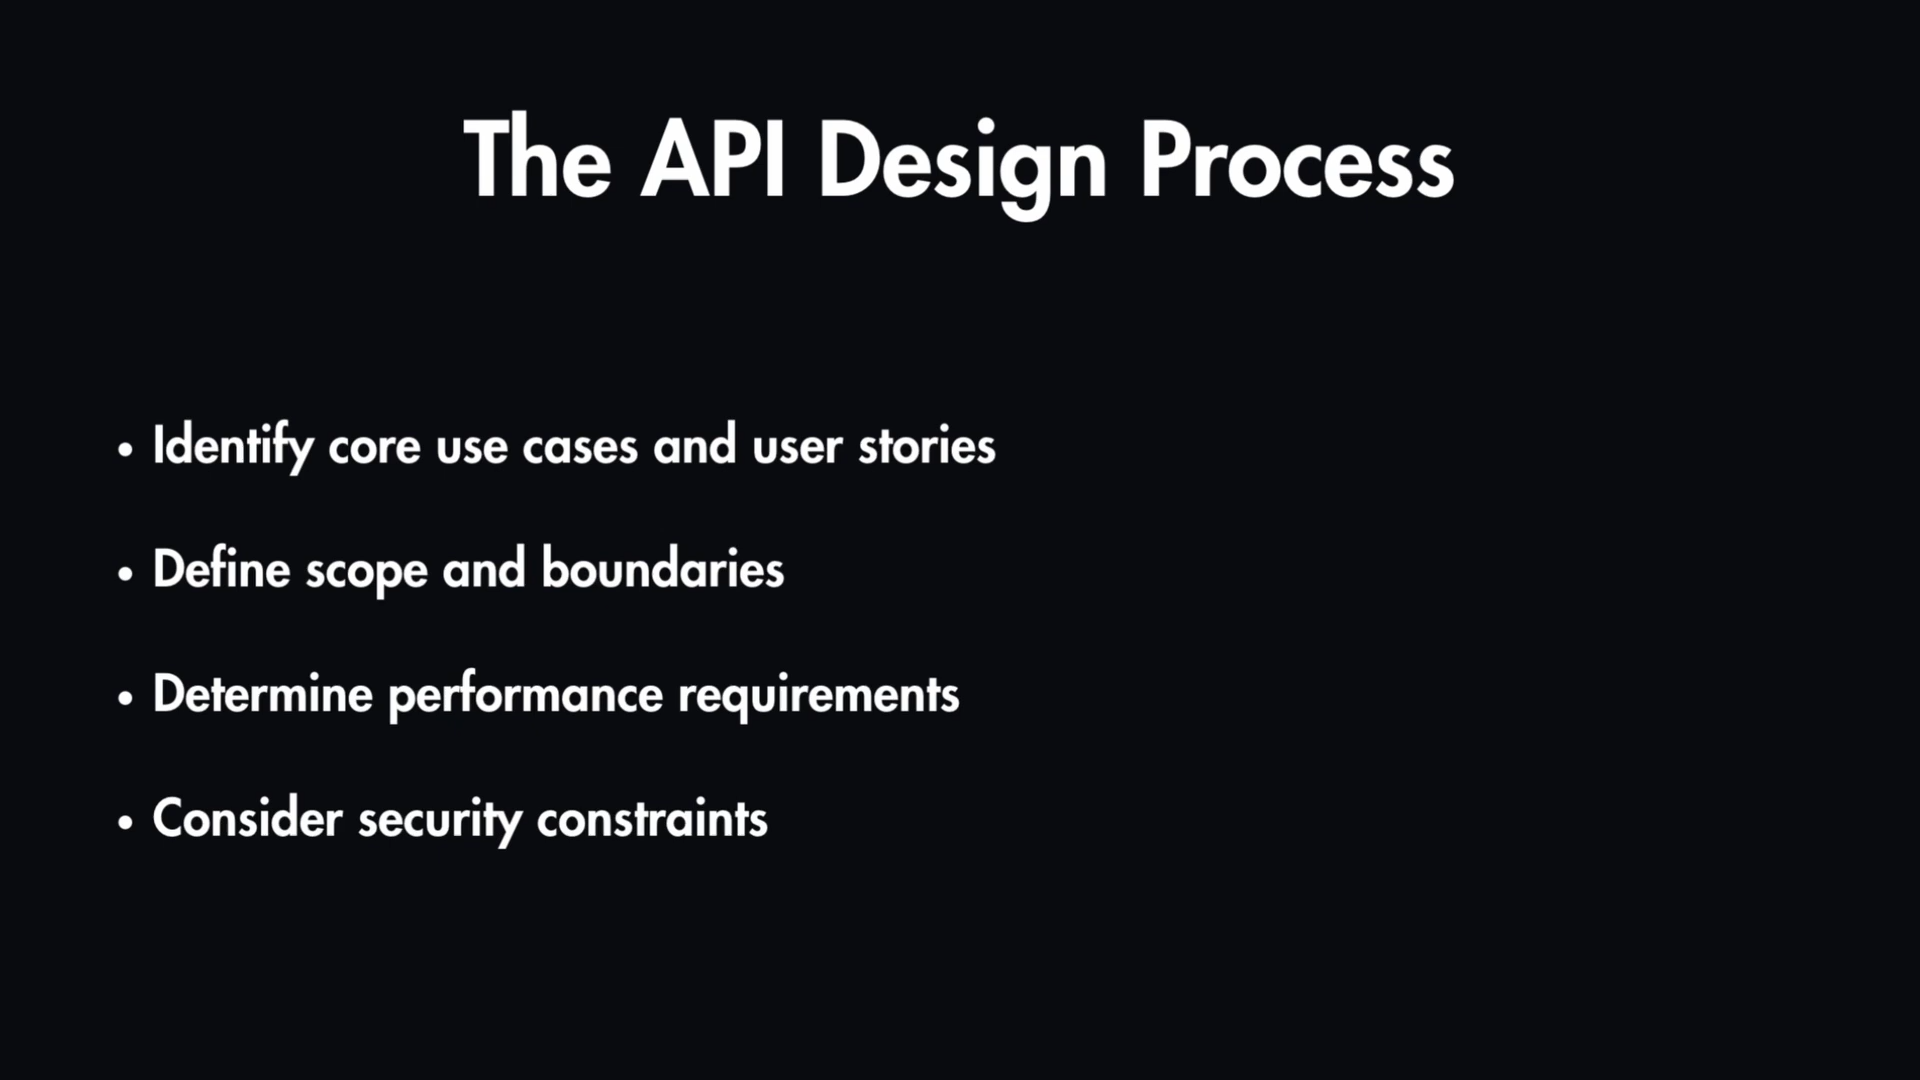 The API Design Process
• Identify core use cases and user stories
• Define scope and boundaries
• Determine performance requirements
• Consider security constraints